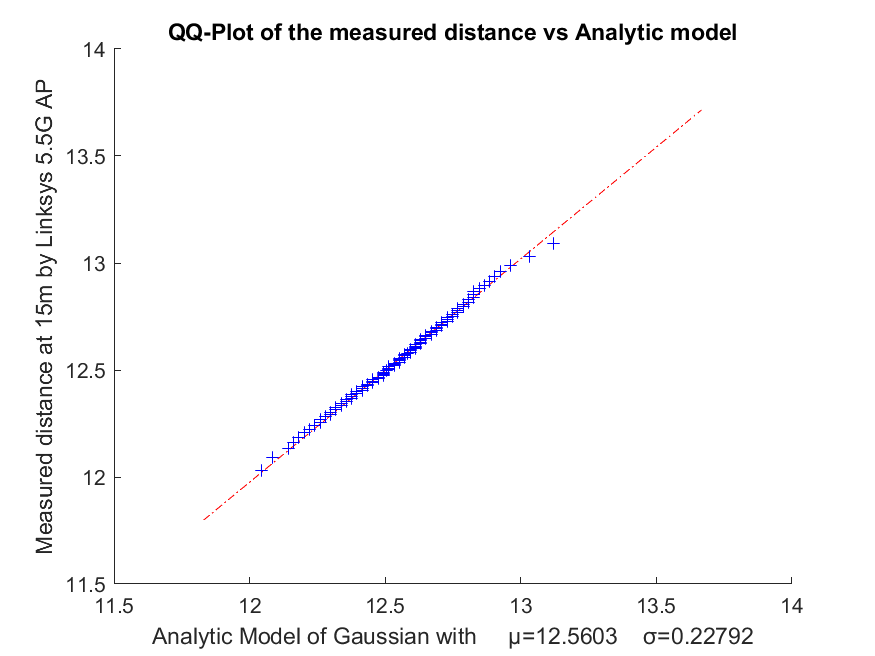 QQ-Plot of the measured distance vs Analytic model
14
13.5
13
12.5
12
11.5
Measured distance at 15m by Linksys 5.5G AP
11.5 12 12.5 13 13.5 14
Analytic Model of Gaussian with μ=12.5603 σ=0.22792